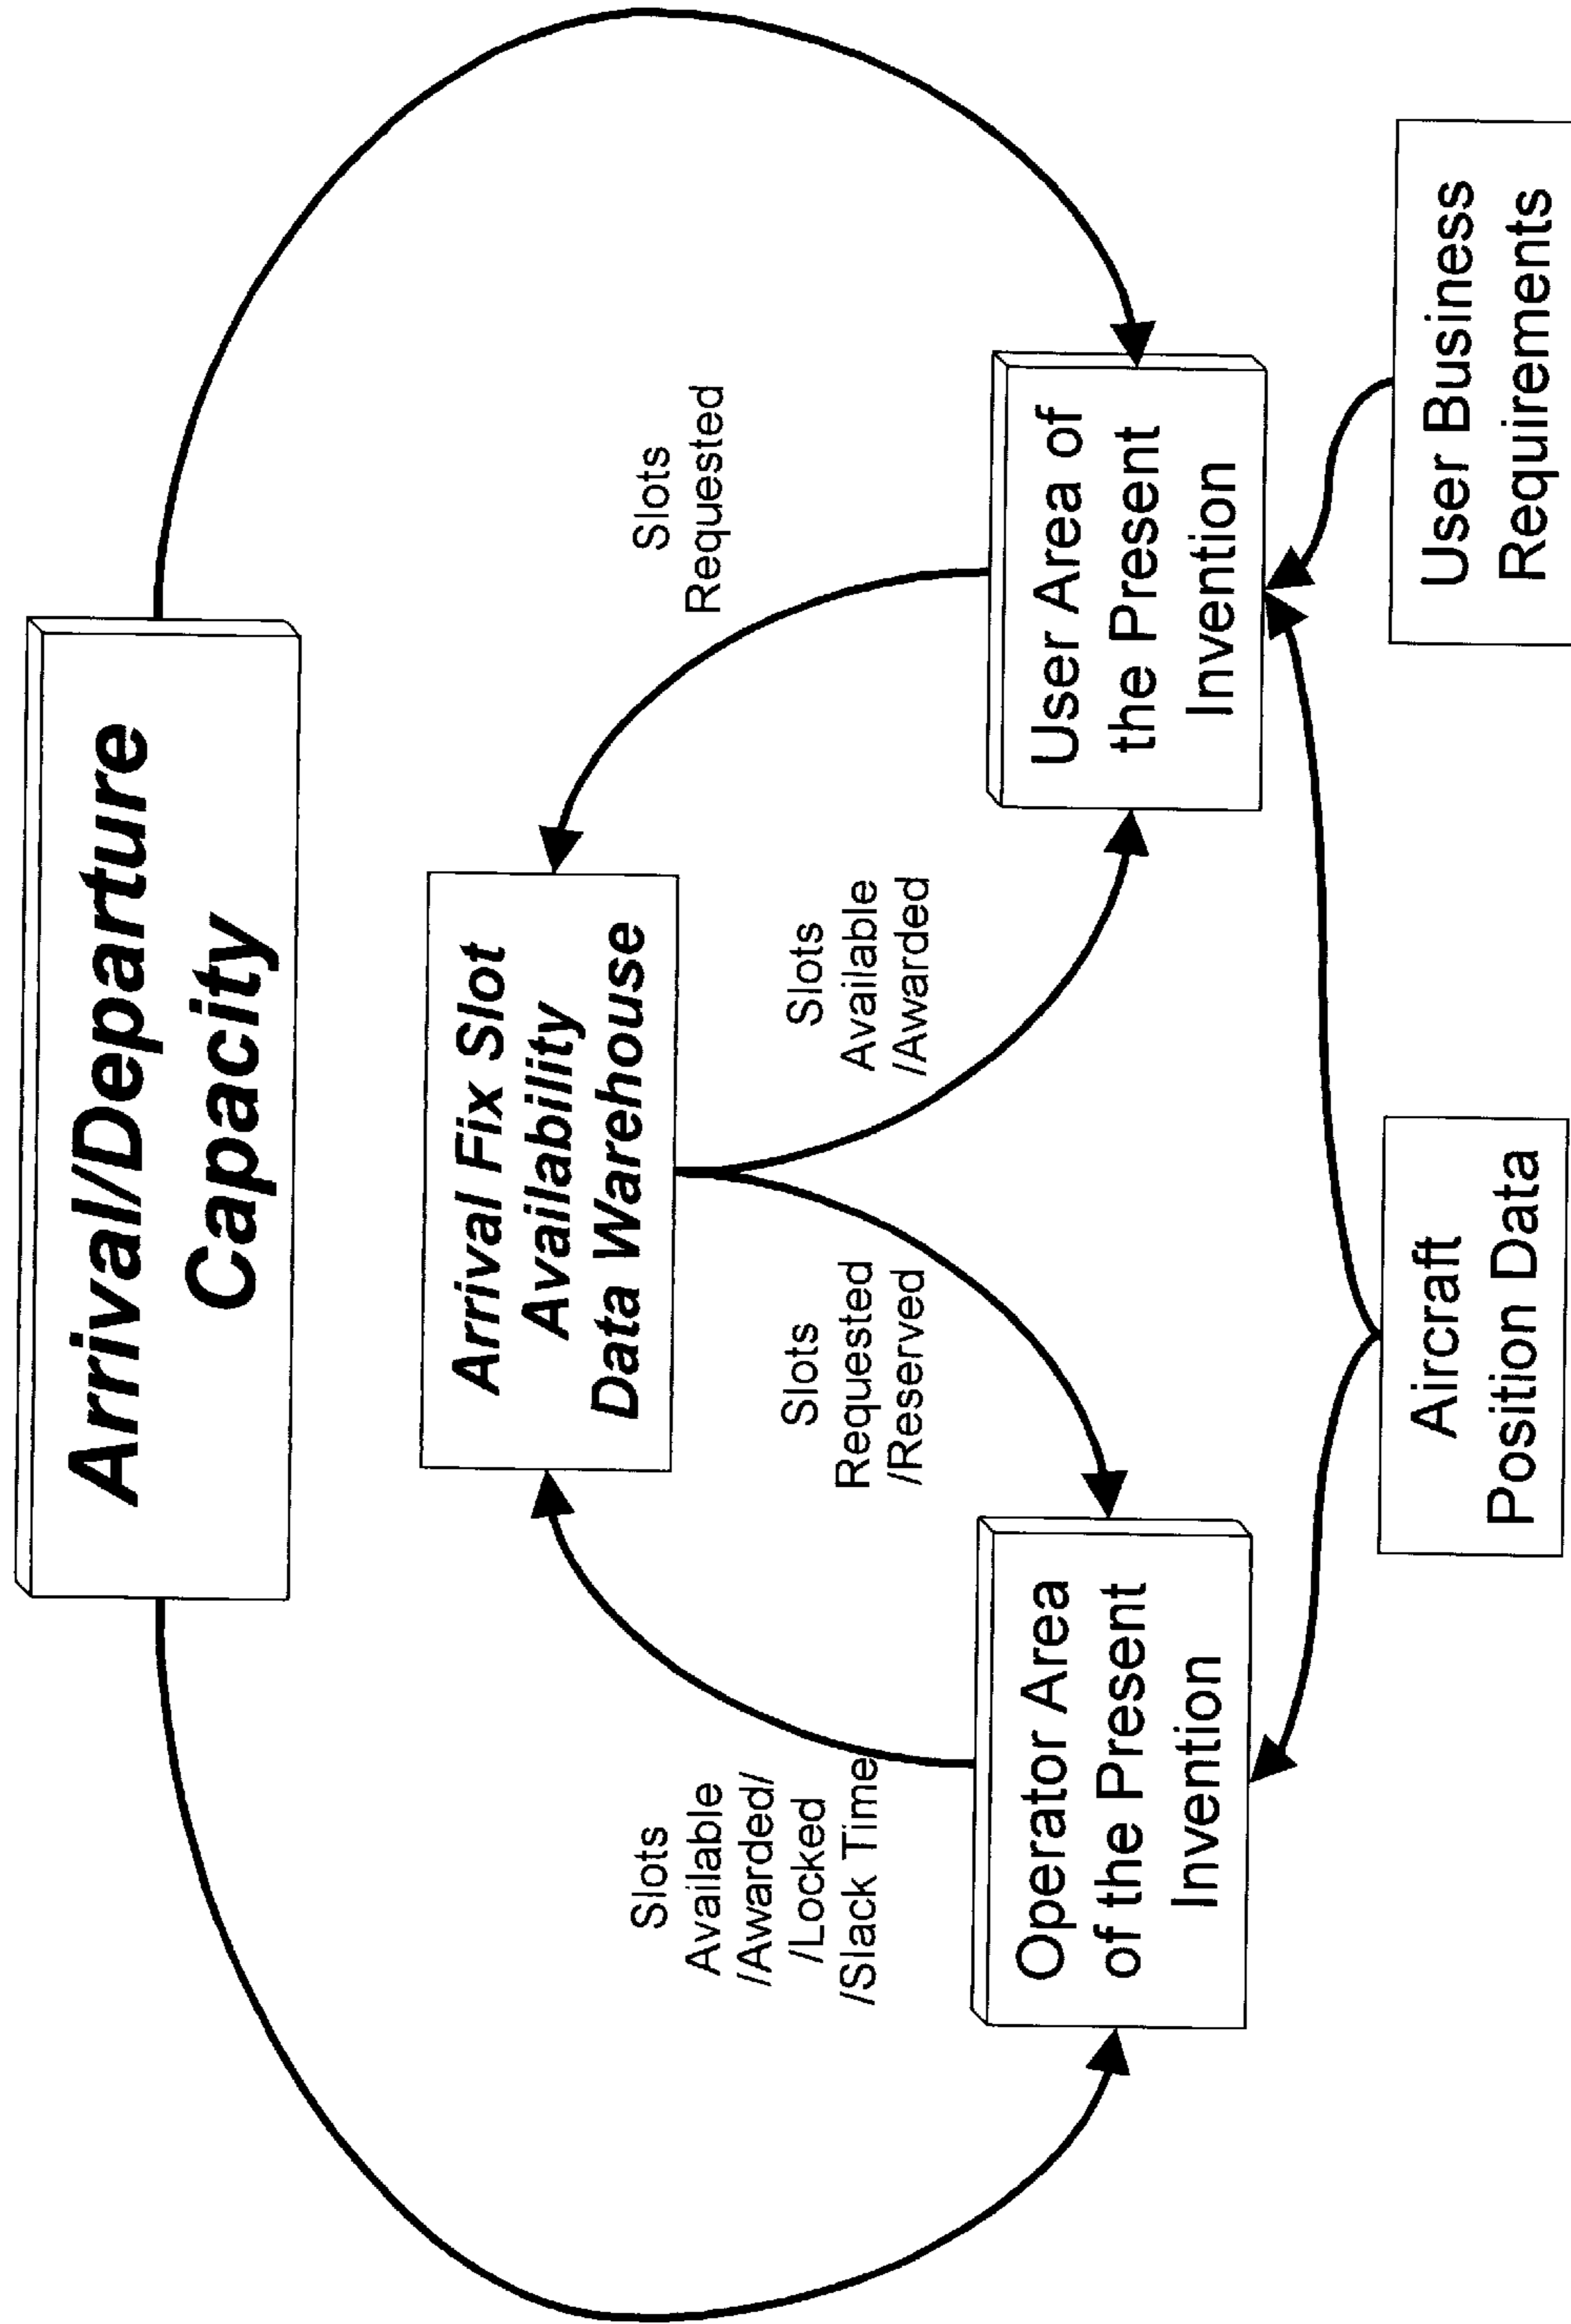 Arrival/Departure
Capacity
Arrival Fix Slot
Availability
Data Warehouse
Slots
Available
/Awarded/
/Locked
/Slack Time
Slots
Requested
/Reserved
Slots
Available
/Awarded
Slots
Requested
Operator Area
of the Present
Invention
User Area of
the Present
Invention
Aircraft
Position Data
User Business
Requirements